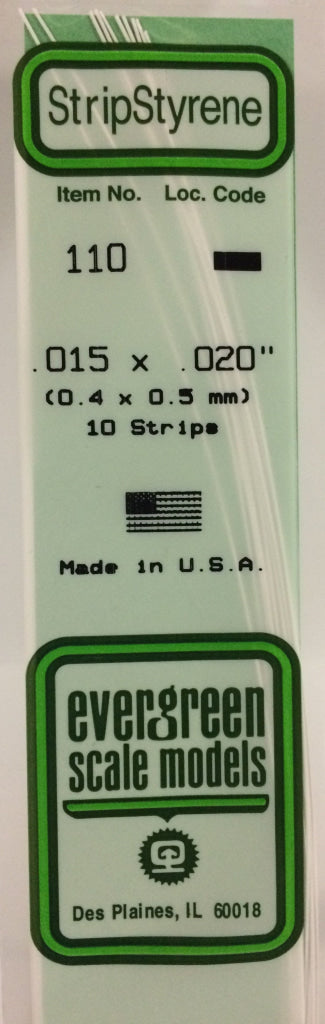 StripStyrene
Item No. Loc. Code
110
.015 x .020"
(0.4 x 0.5 mm)
10 Strips
Made in U.S.A.
evergreen
scale models
Des Plaines, IL 60018